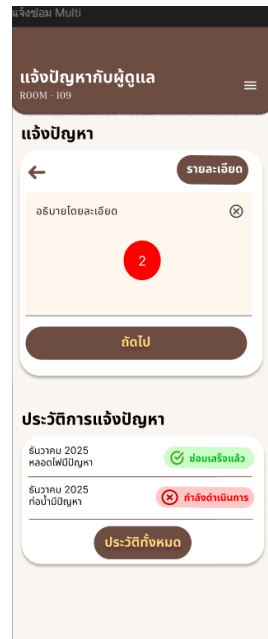 แจ้งซ่อม Multi
แจ้งปัญหากับผู้ดูแล
ROOM - 109
แจ้งปัญหา
รายละเอียด
อธิบายโดยละเอียด
2
ถัดไป
ประวัติการแจ้งปัญหา
ธันวาคม 2025
หลอดไฟมีปัญหา
ซ่อมเสร็จแล้ว
ธันวาคม 2025
ท่อน้ำมีปัญหา
กำลังดำเนินการ
ประวัติทั้งหมด